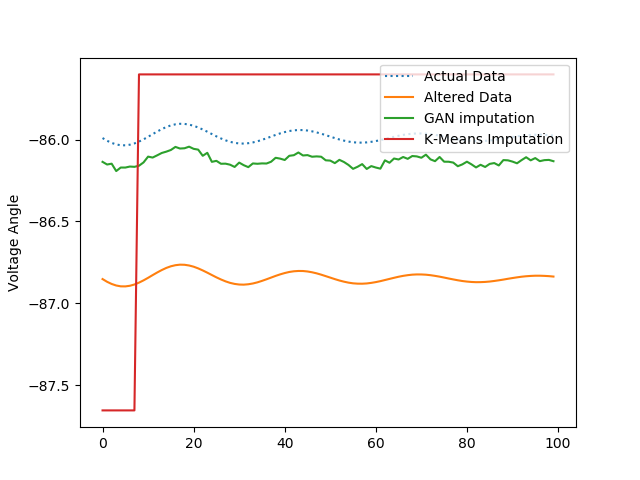 Actual Data
Altered Data
GAN imputation
K-Means Imputation
Voltage Angle
−86.0
−86.5
−87.0
−87.5
0
20
40
60
80
100